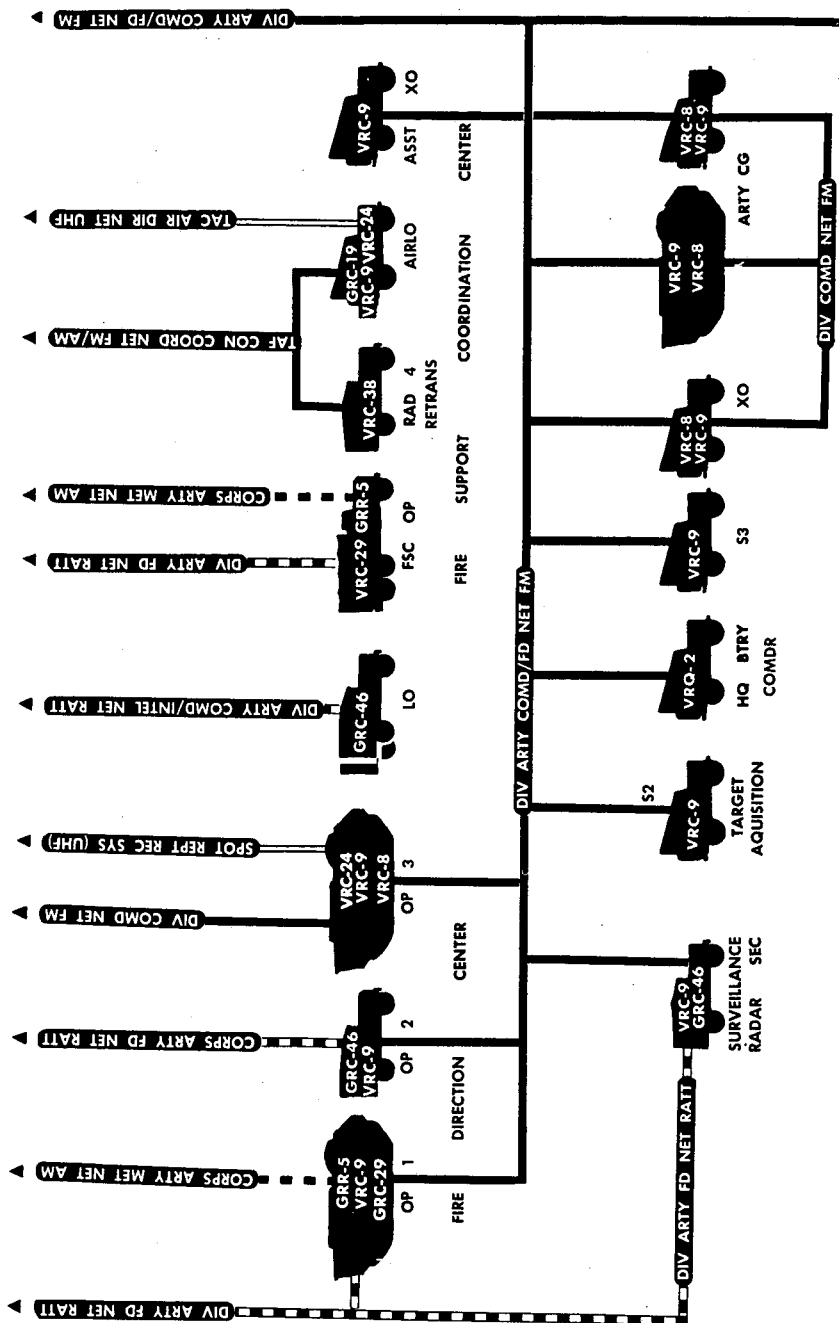 DIV ARTY COMD/FD NET FM
TAC AIR DIR NET UHF
TAF CON COORD NET FM/AM
CORPS ARTY MET NET AM
DIV ARTY FD NET RATT
DIV ARTY COMD/INTEL NET RATT
SPOT REPT REC SYS (UHF)
DIV COMD NET FM
CORPS ARTY FD NET RATT
CORPS ARTY MET NET AM
DIV ARTY FD NET RATT
GRR-5
VRC-9
GRC-29
OP 1
GRC-46
VRC-9
OP 2
VRC-24
VRC-9
VRC-8
OP 3
FIRE DIRECTION CENTER
GRC-46
LO
VRC-29 GRR-5
FSC OP
VRC-38
RAD 4
RETRANS
GRC-19
VRC-9 VRC-24
AIRLO
VRC-9
ASST XO
FIRE SUPPORT COORDINATION CENTER
DIV ARTY COMD/FD NET FM
DIV ARTY FD NET RATT
VRC-9
GRC-46
SURVEILLANCE
RADAR SEC
S2
VRC-9
TARGET
AQUISITION
VRQ-2
HQ BTRY
COMDR
VRC-9
S3
VRC-8
VRC-9
XO
VRC-9
VRC-8
ARTY CG
VRC-8
VRC-9
DIV COMD NET FM